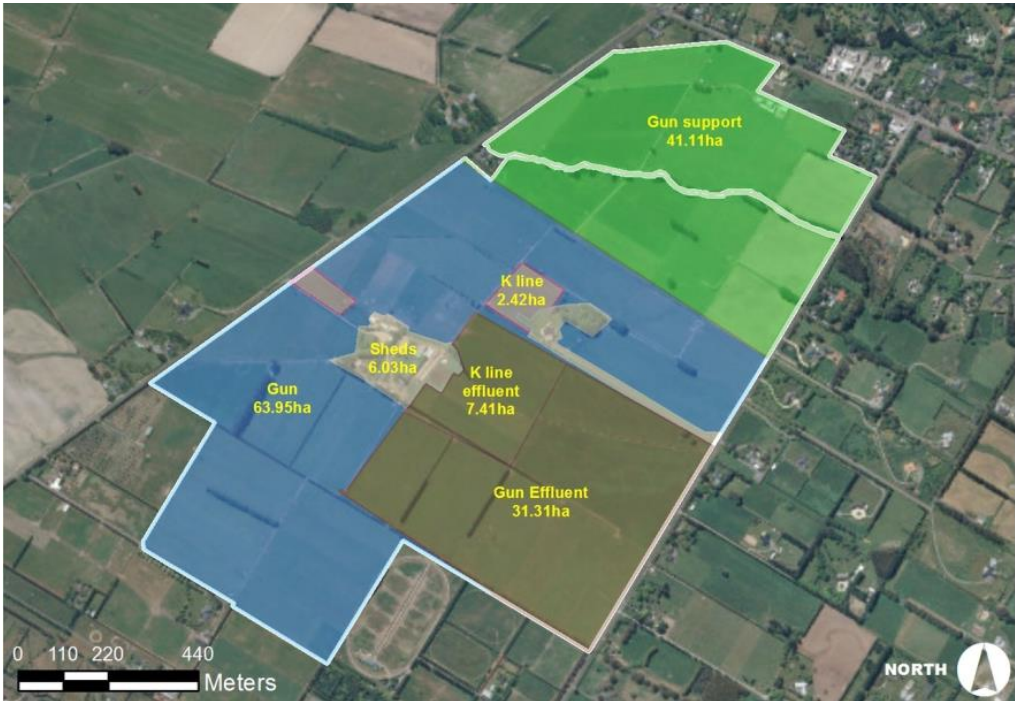 Gun support
41.11ha
K line
2.42ha
Sheds
6.03ha
K line
effluent
7.41ha
Gun
63.95ha
Gun Effluent
31.31ha
0 110 220 440
Meters
NORTH